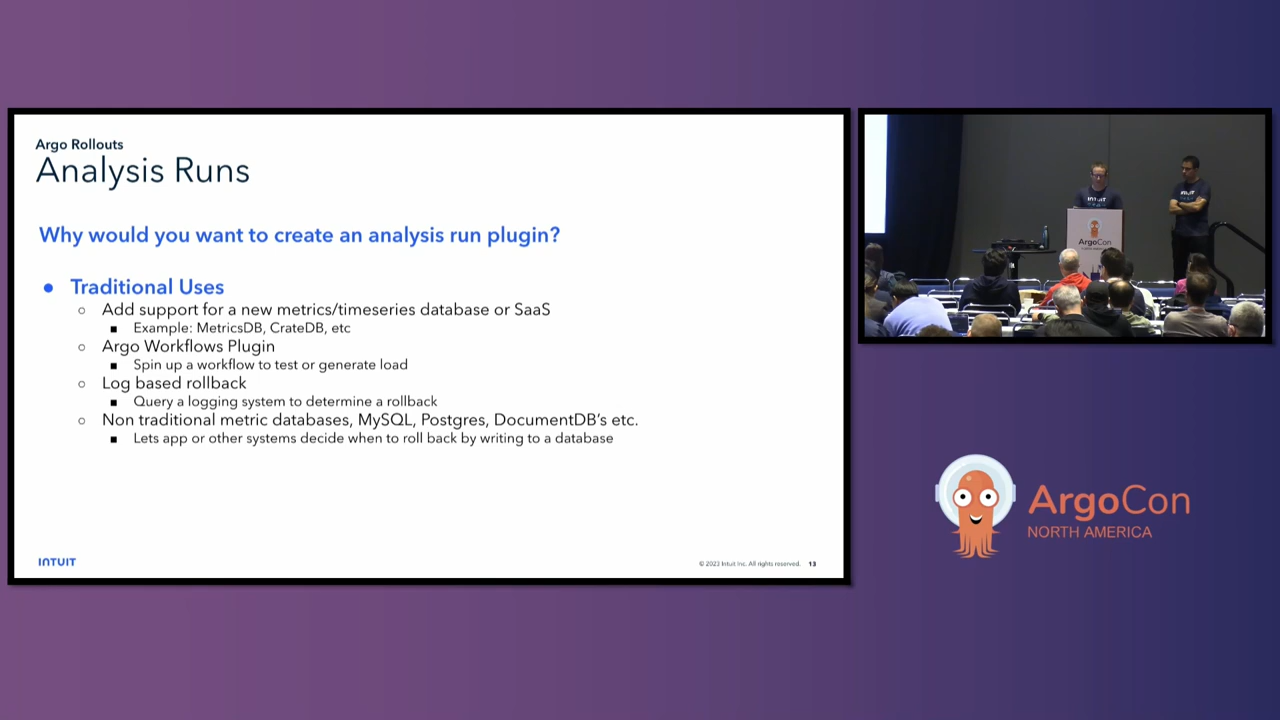 Argo Rollouts
Analysis Runs
Why would you want to create an analysis run plugin?
● Traditional Uses
○ Add support for a new metrics/timeseries database or SaaS
■ Example: MetricsDB, CrateDB, etc
○ Argo Workflows Plugin
■ Spin up a workflow to test or generate load
○ Log based rollback
■ Query a logging system to determine a rollback
○ Non traditional metric databases, MySQL, Postgres, DocumentDB's etc.
■ Lets app or other systems decide when to roll back by writing to a database
INTUIT
© 2023 Intuit Inc. All rights reserved. 13
INTUIT
INTUIT
ArgoCon
ArgoCon
NORTH AMERICA